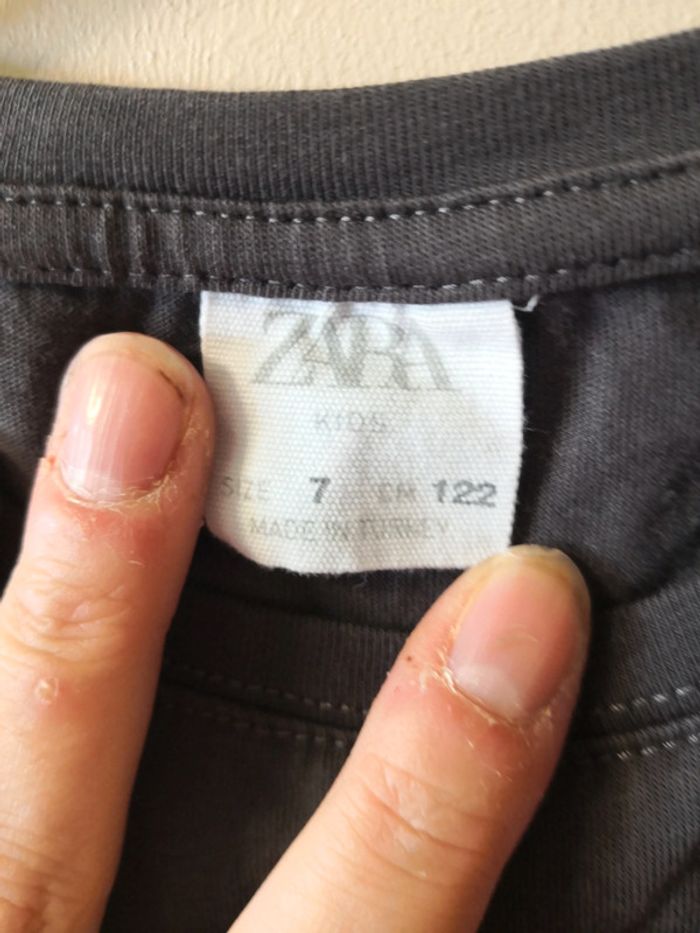 ZARA
KIDS
SIZE 7 CM 122
MADE IN TURKEY